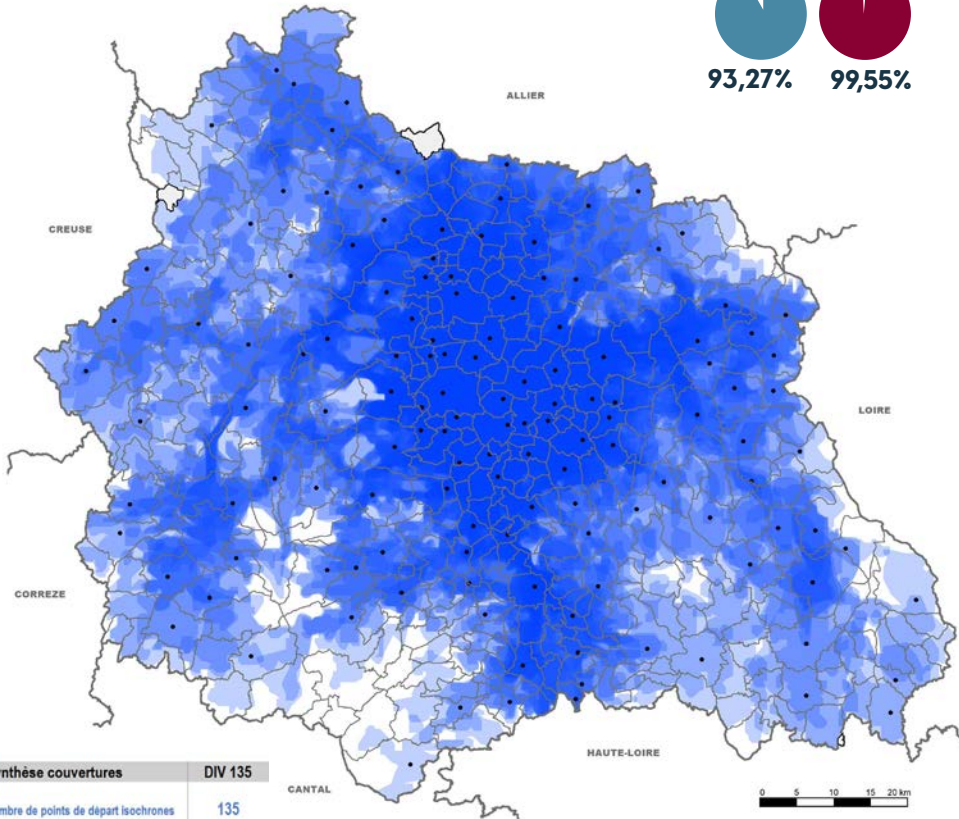 93,27% 99,55%
ALLIER
CREUSE
LOIRE
CORREZE
HAUTE-LOIRE
CANTAL
nthèse couvertures DIV 135
mbre de points de départ isochrones 135
0 5 10 15 20 km